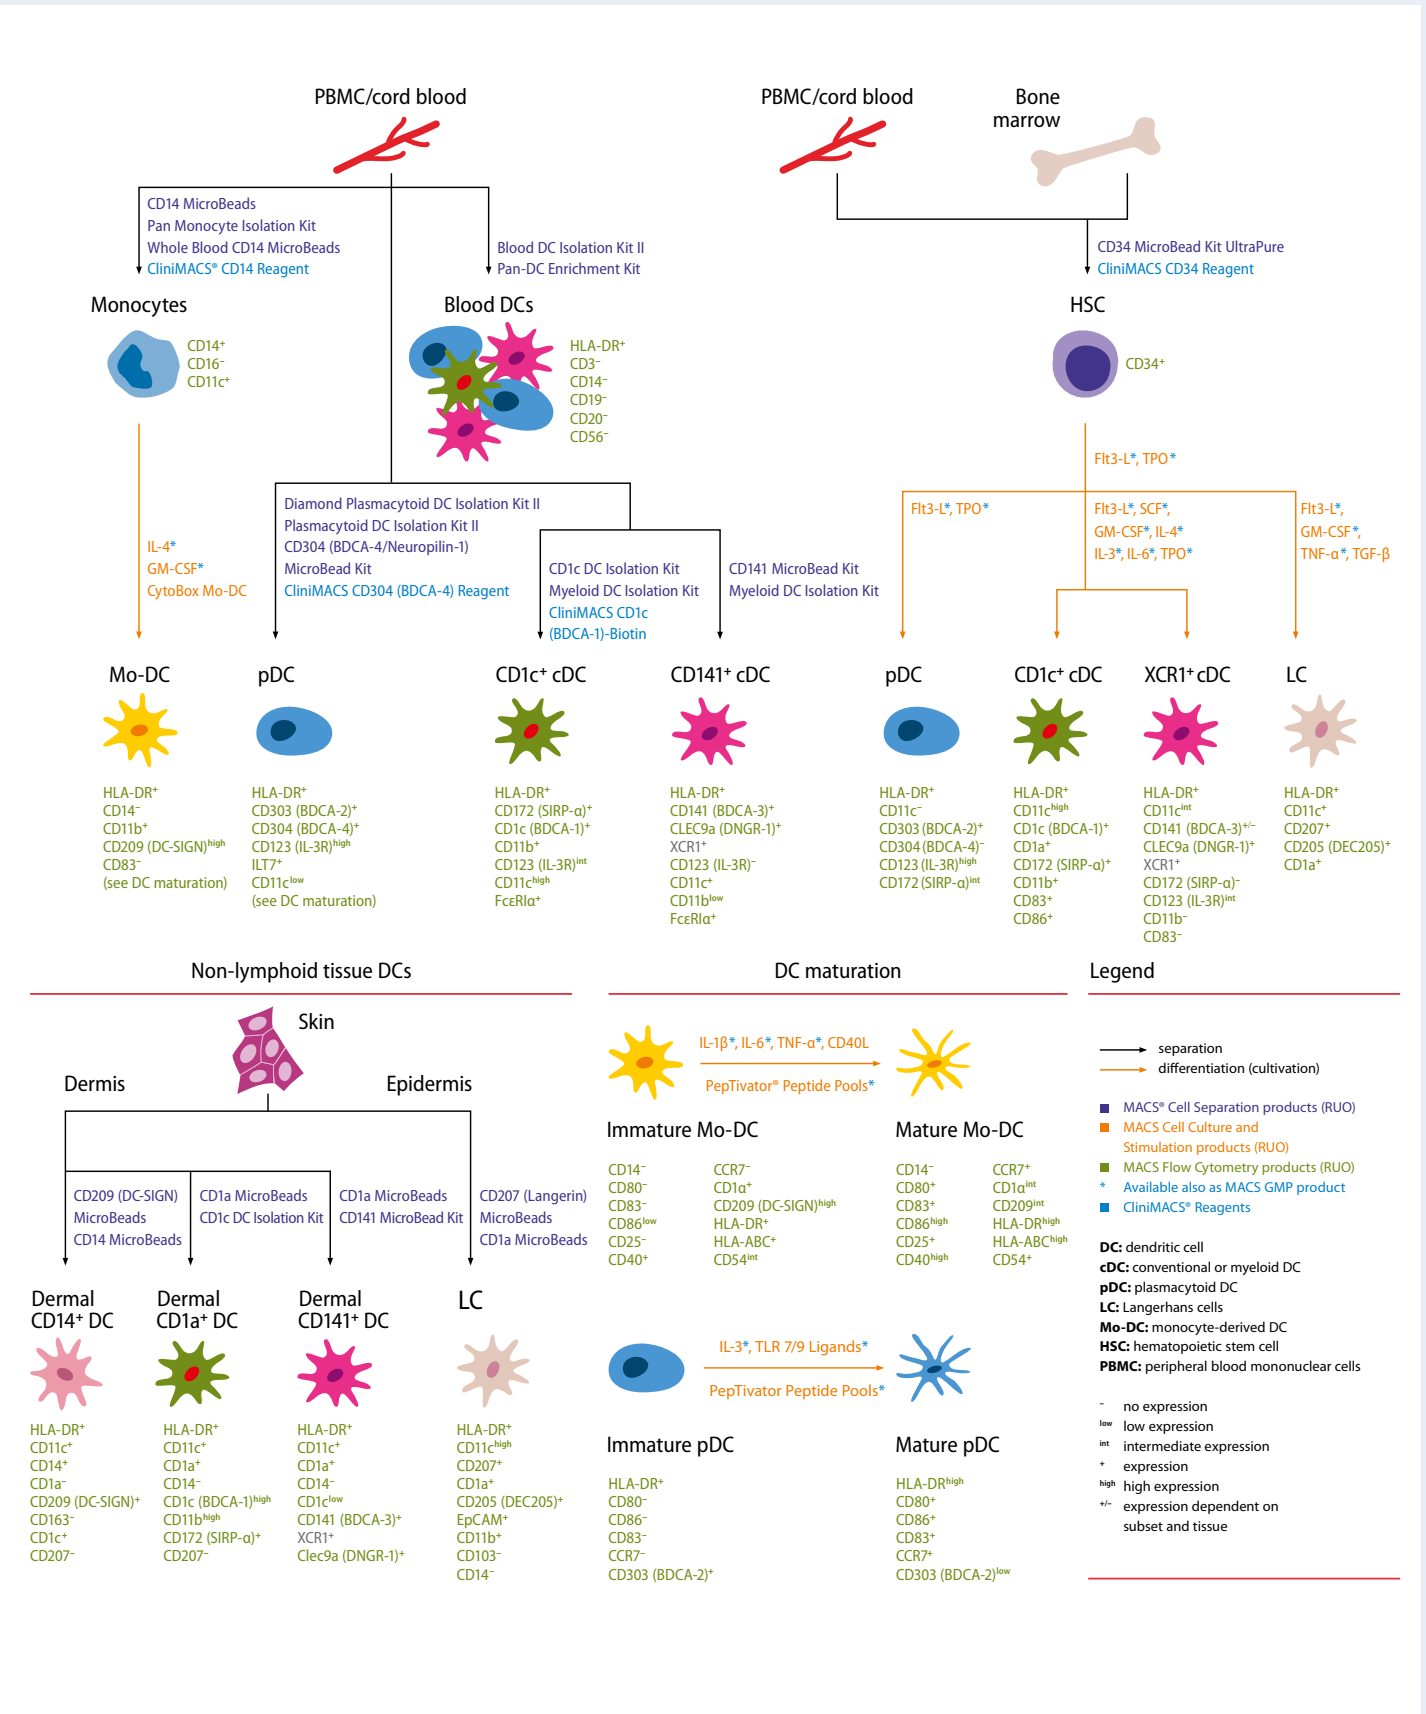 PBMC/cord blood
PBMC/cord blood
Bone
marrow
CD14 MicroBeads
Pan Monocyte Isolation Kit
Whole Blood CD14 MicroBeads
CliniMACS® CD14 Reagent
Blood DC Isolation Kit II
Pan-DC Enrichment Kit
CD34 MicroBead Kit UltraPure
CliniMACS CD34 Reagent
Monocytes
CD14⁺
CD16⁻
CD11c⁺
Blood DCs
HLA-DR⁺
CD3⁻
CD14⁻
CD19⁻
CD20⁻
CD56⁻
HSC
CD34⁺
IL-4*
GM-CSF*
CytoBox Mo-DC
Diamond Plasmacytoid DC Isolation Kit II
Plasmacytoid DC Isolation Kit II
CD304 (BDCA-4/Neuropilin-1)
MicroBead Kit
CliniMACS CD304 (BDCA-4) Reagent
CD1c DC Isolation Kit
Myeloid DC Isolation Kit
CliniMACS CD1c
(BDCA-1)-Biotin
CD141 MicroBead Kit
Myeloid DC Isolation Kit
Flt3-L*, TPO*
Flt3-L*, TPO*
Flt3-L*, SCF*,
GM-CSF*, IL-4*
IL-3*, IL-6*, TPO*
Flt3-L*,
GM-CSF*,
TNF-α*, TGF-β
Mo-DC
HLA-DR⁺
CD14⁻
CD11b⁺
CD209 (DC-SIGN)high
CD83⁻
(see DC maturation)
pDC
HLA-DR⁺
CD303 (BDCA-2)⁺
CD304 (BDCA-4)⁺
CD123 (IL-3R)high
ILT7⁺
CD11clow
(see DC maturation)
CD1c⁺ cDC
HLA-DR⁺
CD172 (SIRP-α)⁺
CD1c (BDCA-1)⁺
CD11b⁺
CD123 (IL-3R)int
CD11chigh
FcεRIα⁺
CD141⁺ cDC
HLA-DR⁺
CD141 (BDCA-3)⁺
CLEC9a (DNGR-1)⁺
XCR1⁺
CD123 (IL-3R)⁻
CD11c⁺
CD11blow
FcεRIα⁺
pDC
HLA-DR⁺
CD11c⁻
CD303 (BDCA-2)⁺
CD304 (BDCA-4)⁻
CD123 (IL-3R)high
CD172 (SIRP-α)int
CD1c⁺ cDC
HLA-DR⁺
CD11chigh
CD1c (BDCA-1)⁺
CD1a⁺
CD172 (SIRP-α)⁺
CD11b⁺
CD83⁺
CD86⁺
XCR1⁺ cDC
HLA-DR⁺
CD11cint
CD141 (BDCA-3)+/−
CLEC9a (DNGR-1)⁺
XCR1⁺
CD172 (SIRP-α)⁻
CD123 (IL-3R)int
CD11b⁻
CD83⁻
LC
HLA-DR⁺
CD11c⁺
CD207⁺
CD205 (DEC205)⁺
CD1a⁺
Non-lymphoid tissue DCs
Skin
Dermis
Epidermis
CD209 (DC-SIGN)
MicroBeads
CD14 MicroBeads
CD1a MicroBeads
CD1c DC Isolation Kit
CD1a MicroBeads
CD141 MicroBead Kit
CD207 (Langerin)
MicroBeads
CD1a MicroBeads
Dermal
CD14⁺ DC
HLA-DR⁺
CD11c⁺
CD14⁺
CD1a⁻
CD209 (DC-SIGN)⁺
CD163⁻
CD1c⁺
CD207⁻
Dermal
CD1a⁺ DC
HLA-DR⁺
CD11c⁺
CD1a⁺
CD14⁻
CD1c (BDCA-1)high
CD11bhigh
CD172 (SIRP-α)⁺
CD207⁻
Dermal
CD141⁺ DC
HLA-DR⁺
CD11c⁺
CD1a⁺
CD14⁻
CD1clow
CD141 (BDCA-3)⁺
XCR1⁺
Clec9a (DNGR-1)⁺
LC
HLA-DR⁺
CD11chigh
CD207⁺
CD1a⁺
CD205 (DEC205)⁺
EpCAM⁺
CD11b⁺
CD103⁻
CD14⁻
DC maturation
IL-1β*, IL-6*, TNF-α*, CD40L
PepTivator® Peptide Pools*
Immature Mo-DC
CD14⁻
CD80⁻
CD83⁻
CD86low
CD25⁻
CD40⁺
CCR7⁻
CD1α⁺
CD209 (DC-SIGN)high
HLA-DR⁺
HLA-ABC⁺
CD54int
Mature Mo-DC
CD14⁻
CD80⁺
CD83⁺
CD86high
CD25⁺
CD40high
CCR7⁺
CD1αint
CD209int
HLA-DRhigh
HLA-ABChigh
CD54⁺
IL-3*, TLR 7/9 Ligands*
PepTivator Peptide Pools*
Immature pDC
HLA-DR⁺
CD80⁻
CD86⁻
CD83⁻
CCR7⁻
CD303 (BDCA-2)⁺
Mature pDC
HLA-DRhigh
CD80⁺
CD86⁺
CD83⁺
CCR7⁺
CD303 (BDCA-2)low
Legend
separation
differentiation (cultivation)
MACS® Cell Separation products (RUO)
MACS Cell Culture and
Stimulation products (RUO)
MACS Flow Cytometry products (RUO)
* Available also as MACS GMP product
CliniMACS® Reagents
DC: dendritic cell
cDC: conventional or myeloid DC
pDC: plasmacytoid DC
LC: Langerhans cells
Mo-DC: monocyte-derived DC
HSC: hematopoietic stem cell
PBMC: peripheral blood mononuclear cells
− no expression
low low expression
int intermediate expression
+ expression
high high expression
+/− expression dependent on
subset and tissue